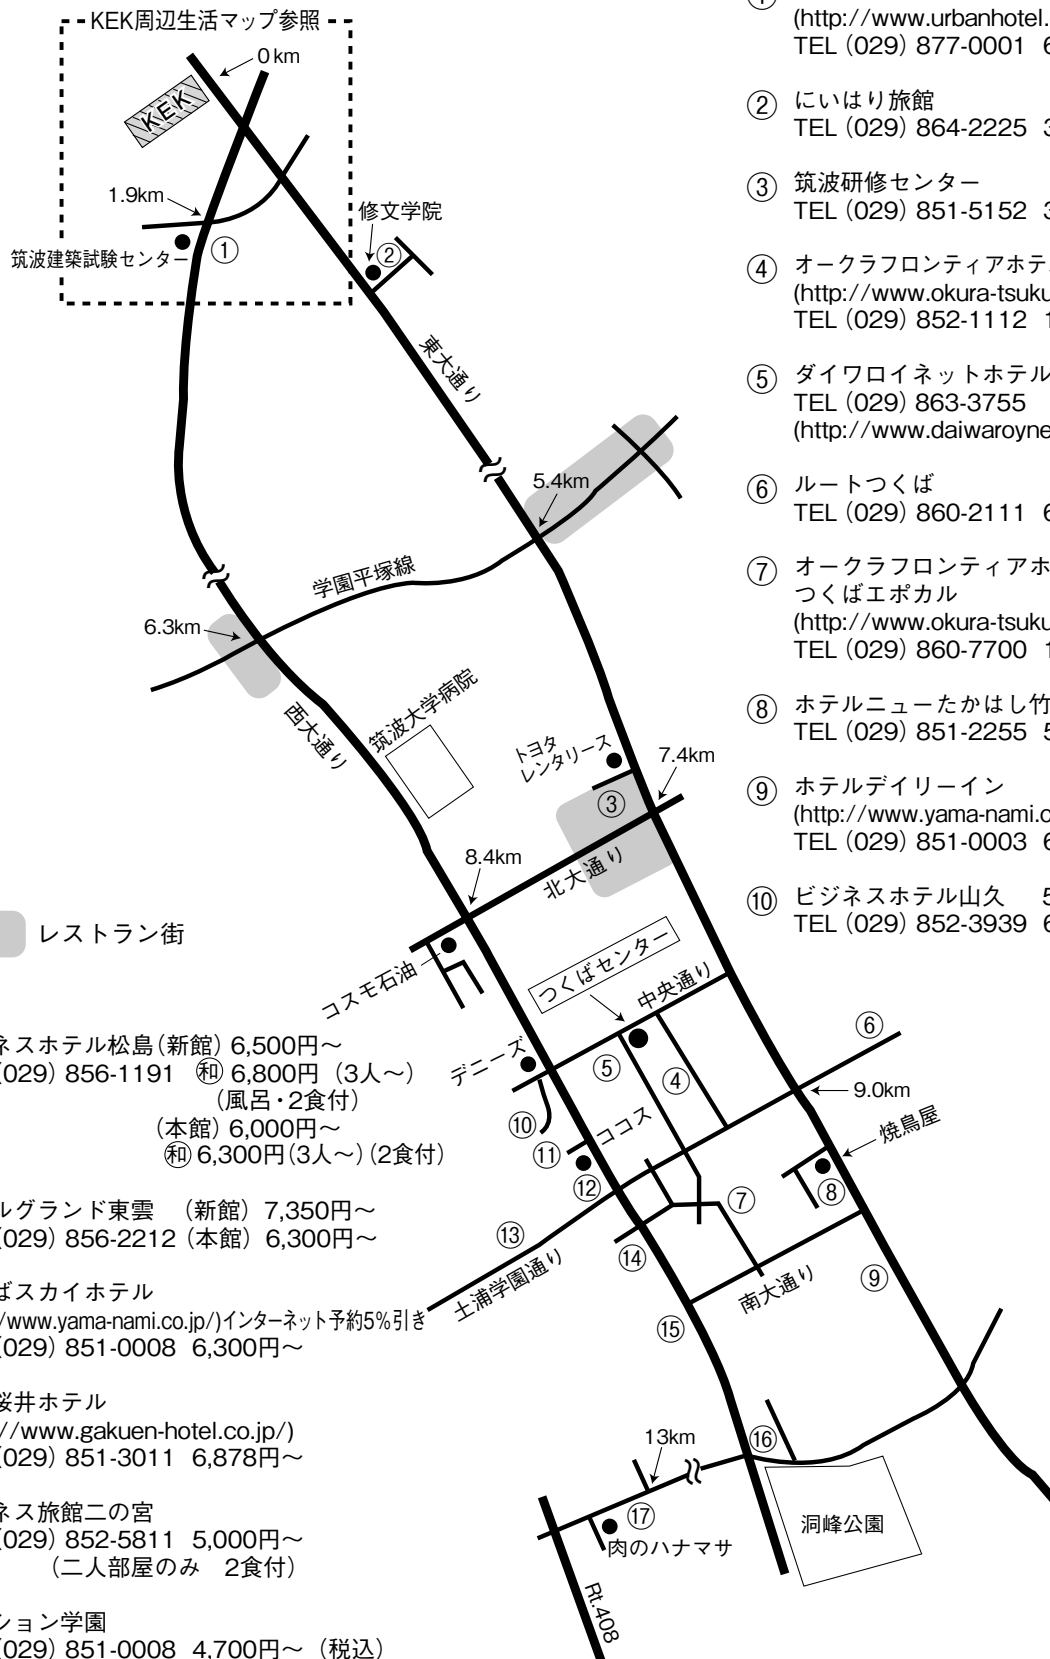 KEK周辺生活マップ参照
0km
KEK
1.9km
修文学院
筑波建築試験センター
①
②
東大通り
5.4km
学園平塚線
6.3km
西大通り
筑波大学病院
トヨタ
レンタリース
7.4km
③
8.4km
北大通り
レストラン街
コスモ石油
つくばセンター
中央通り
デニーズ
⑤
④
⑥
9.0km
⑩
ココス
焼鳥屋
⑪
⑫
⑧
⑦
⑬
⑭
土浦学園通り
南大通り
⑨
⑮
⑯
13km
⑰
肉のハナマサ
洞峰公園
Rt.408
(http://www.urbanhotel.
TEL (029) 877-0001
② にいはり旅館
TEL (029) 864-2225
③ 筑波研修センター
TEL (029) 851-5152
④ オークラフロンティアホテ
(http://www.okura-tsuku
TEL (029) 852-1112
⑤ ダイワロイネットホテル
TEL (029) 863-3755
(http://www.daiwaroyne
⑥ ルートつくば
TEL (029) 860-2111
⑦ オークラフロンティアホ
つくばエポカル
(http://www.okura-tsuku
TEL (029) 860-7700
⑧ ホテルニューたかはし竹
TEL (029) 851-2255 5
⑨ ホテルデイリーイン
(http://www.yama-nami.c
TEL (029) 851-0003
⑩ ビジネスホテル山久 5
TEL (029) 852-3939
ネスホテル松島(新館) 6,500円～
(029) 856-1191 ㊓ 6,800円 (3人～)
(風呂・2食付)
(本館) 6,000円～
㊓ 6,300円(3人～) (2食付)
ルグランド東雲 (新館) 7,350円～
(029) 856-2212 (本館) 6,300円～
ばスカイホテル
/www.yama-nami.co.jp/)インターネット予約5%引き
(029) 851-0008 6,300円～
桜井ホテル
//www.gakuen-hotel.co.jp/)
(029) 851-3011 6,878円～
ネス旅館二の宮
(029) 852-5811 5,000円～
(二人部屋のみ 2食付)
ション学園
(029) 851-0008 4,700円～ (税込)